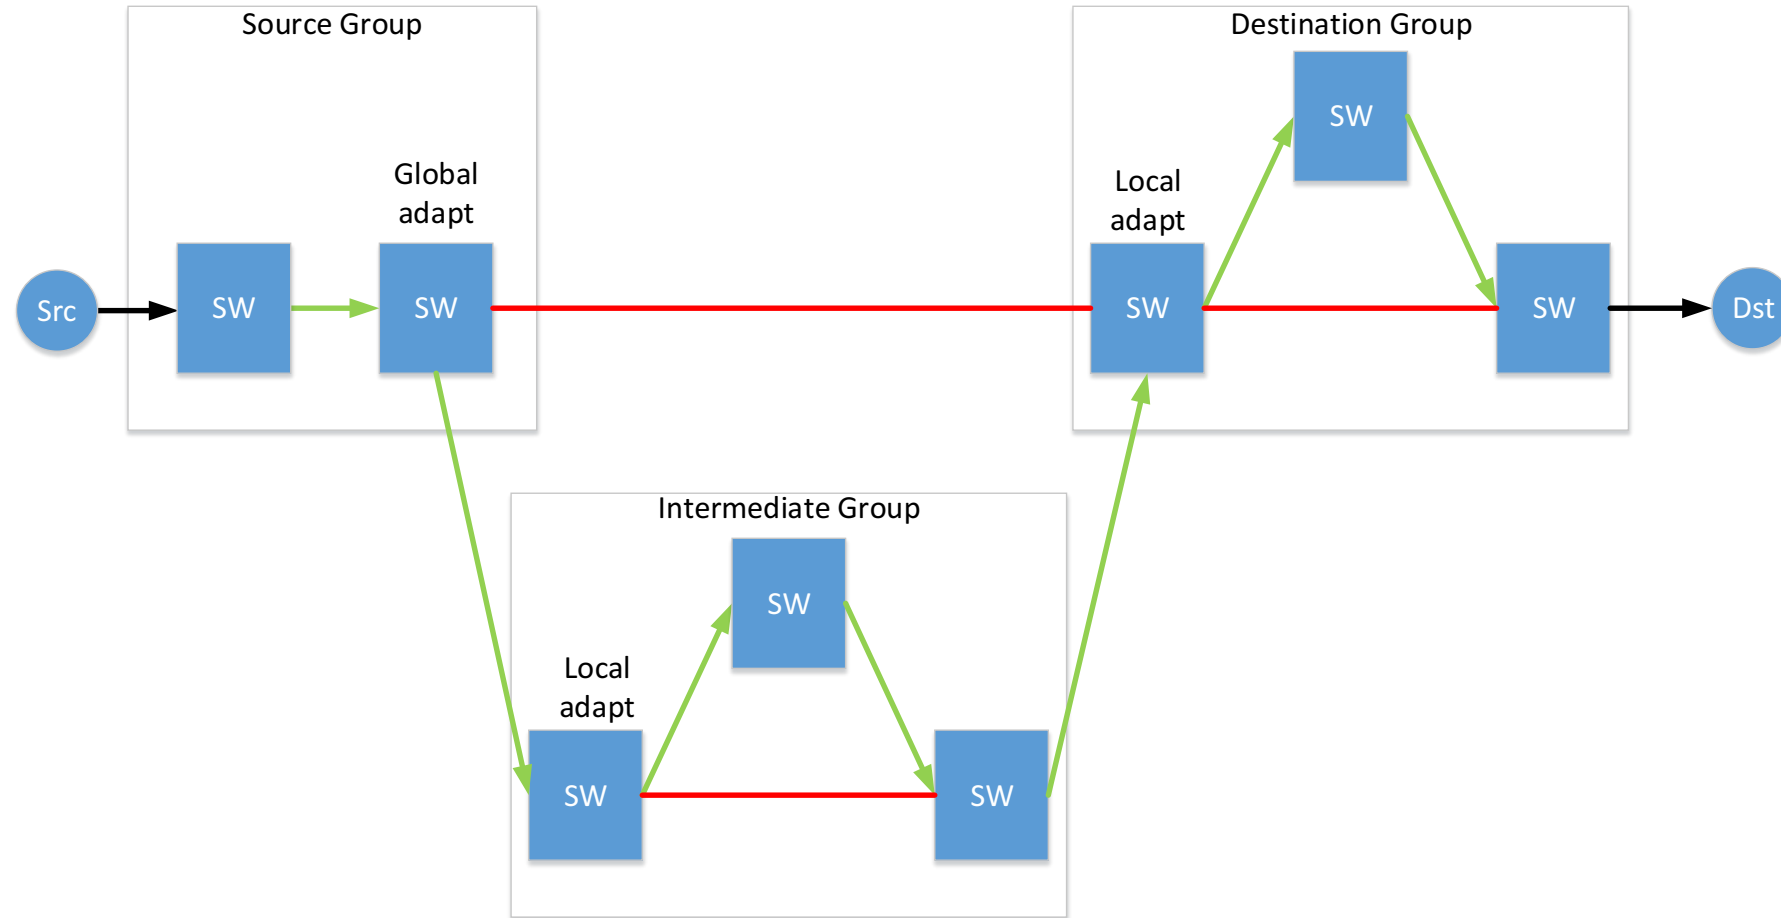 Source Group
Destination Group
SW
Global
adapt
Local
adapt
Src
SW
SW
SW
SW
Dst
Intermediate Group
SW
Local
adapt
SW
SW